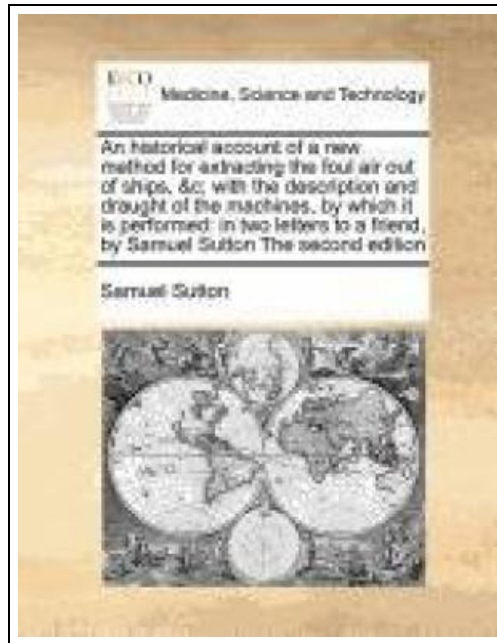 ECCO
Medicine, Science and Technology
An historical account of a new
method for extracting the foul air out
of ships, &c; with the description and
draught of the machines, by which it
is performed: in two letters to a friend,
by Samuel Sutton The second edition
Samuel Sutton